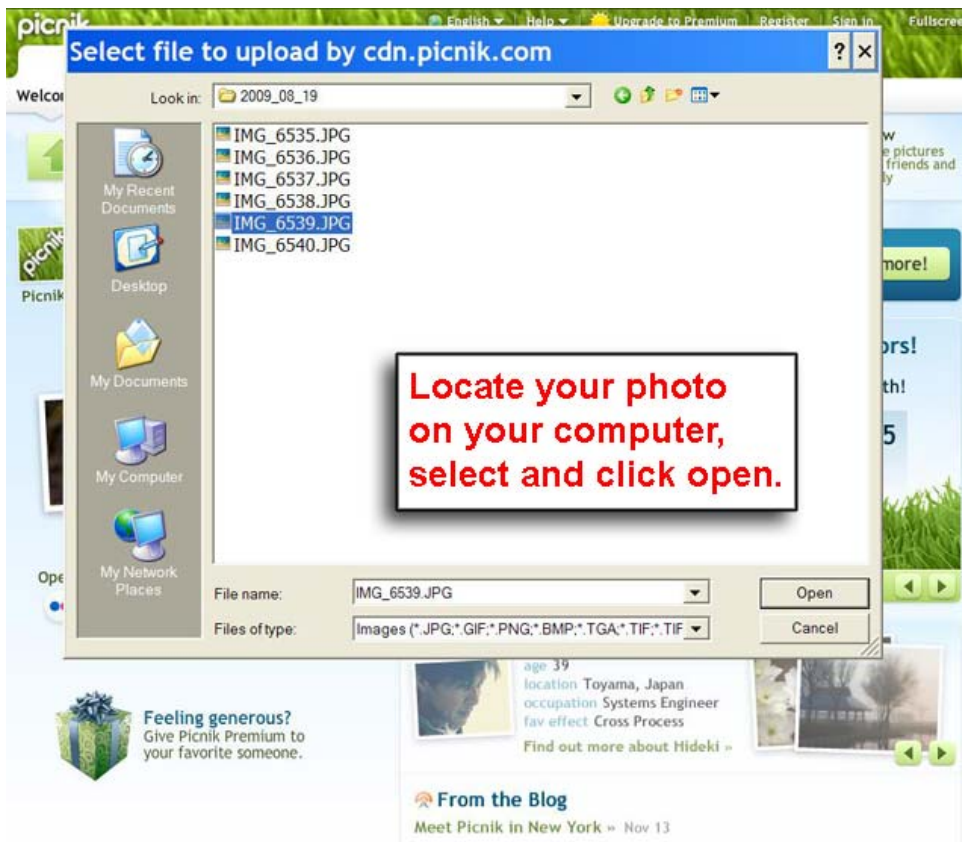 picnik
English Help Upgrade to Premium Register Sign in Fullscree
Select file to upload by cdn.picnik.com
Welco
Look in: 2009_08_19
IMG_6535.JPG
IMG_6536.JPG
IMG_6537.JPG
IMG_6538.JPG
IMG_6539.JPG
IMG_6540.JPG
My Recent
Documents
Desktop
My Documents
My Computer
My Network
Places
w
e pictures
friends and
ly
picnik
Picnik
more!
ors!
th!
5
Locate your photo
on your computer,
select and click open.
Ope
File name: IMG_6539.JPG Open
Files of type: Images (*.JPG;*.GIF;*.PNG;*.BMP;*.TGA;*.TIF;*.TIF Cancel
age 39
location Toyama, Japan
occupation Systems Engineer
fav effect Cross Process
Find out more about Hideki »
Feeling generous?
Give Picnik Premium to
your favorite someone.
From the Blog
Meet Picnik in New York » Nov 13